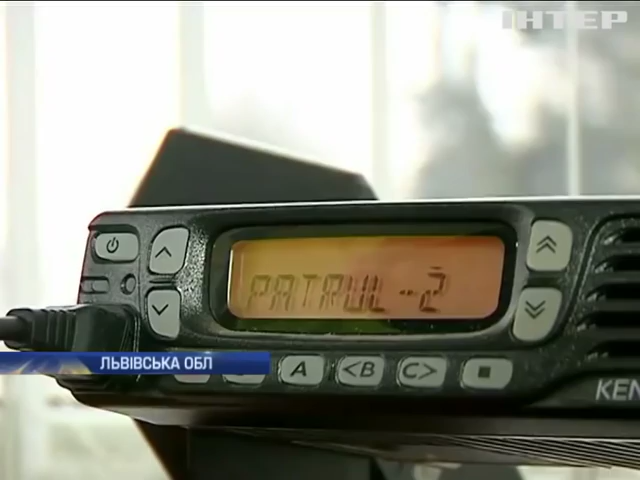 ІНТЕР
PATRUL-2
ЛЬВІВСЬКА ОБЛ
A
<B
C>
KEN